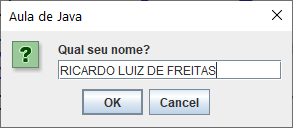 Aula de Java
Qual seu nome?
RICARDO LUIZ DE FREITAS
OK Cancel